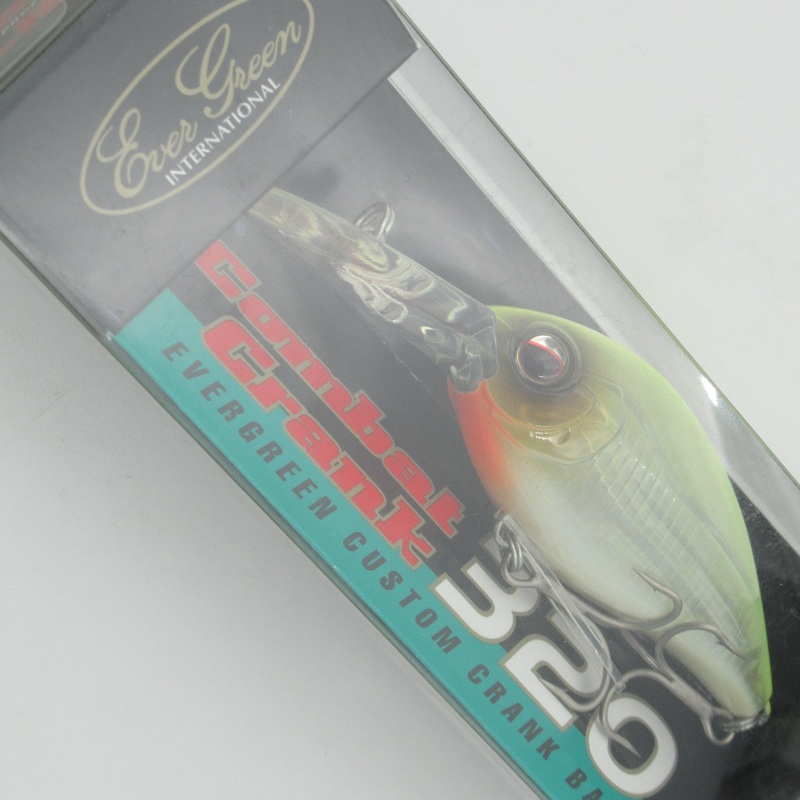 Ever Green
INTERNATIONAL
Combat
Crank
320
EVERGREEN CUSTOM CRANK BA